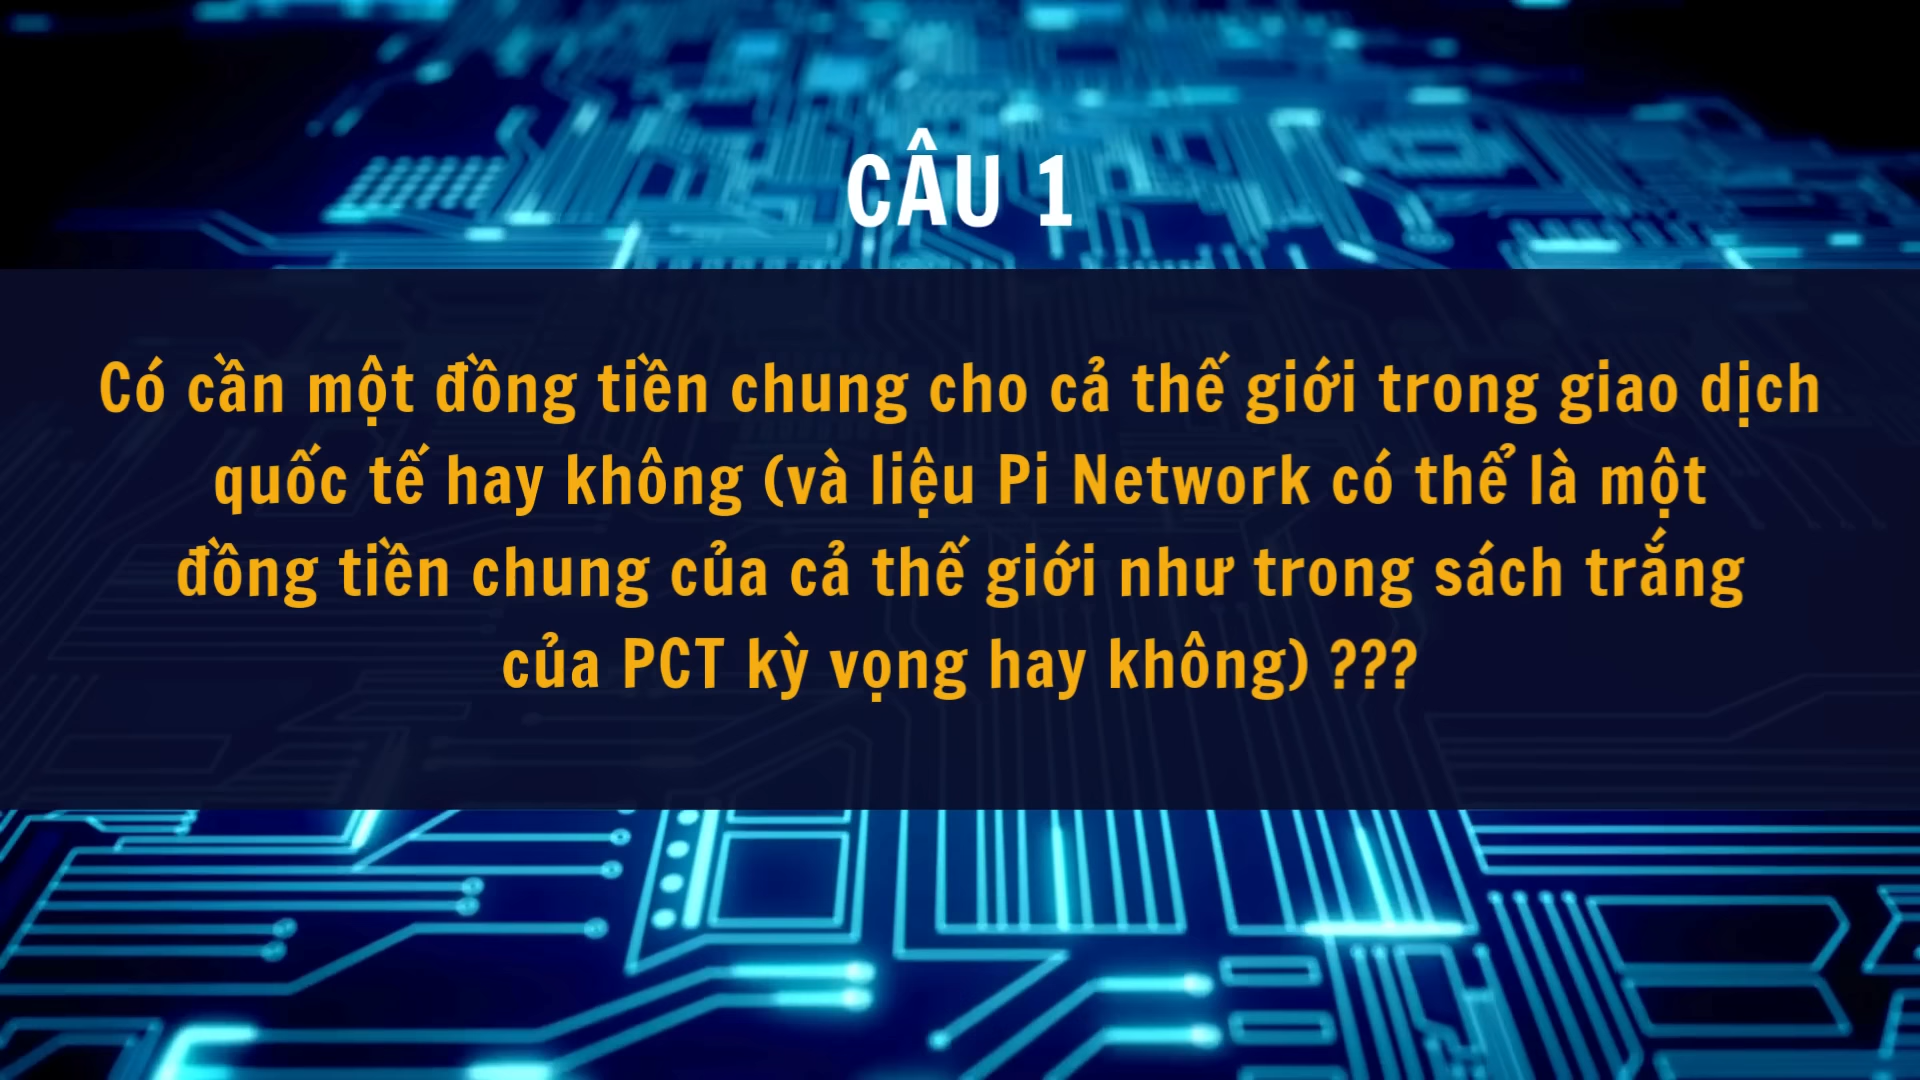 CÂU 1
Có cần một đồng tiền chung cho cả thế giới trong giao dịch
quốc tế hay không (và liệu Pi Network có thể là một
đồng tiền chung của cả thế giới như trong sách trắng
của PCT kỳ vọng hay không) ???